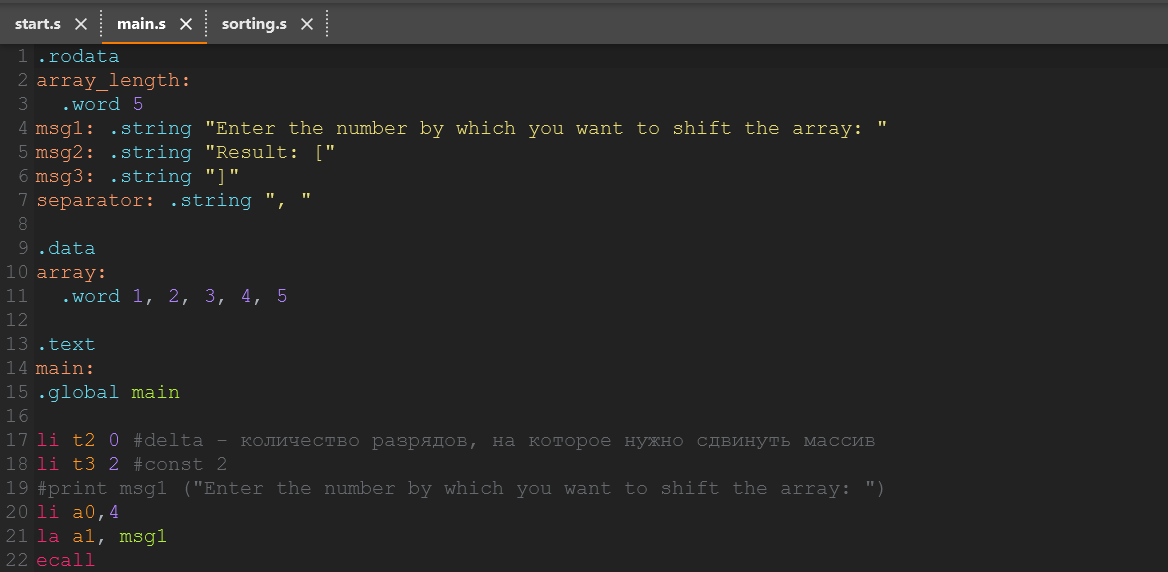 start.s × main.s × sorting.s ×
1 .rodata
2 array_length:
3   .word 5
4 msg1: .string "Enter the number by which you want to shift the array: "
5 msg2: .string "Result: ["
6 msg3: .string "]"
7 separator: .string ", "
8
9 .data
10 array:
11   .word 1, 2, 3, 4, 5
12
13 .text
14 main:
15 .global main
16
17 li t2 0 #delta - количество разрядов, на которое нужно сдвинуть массив
18 li t3 2 #const 2
19 #print msg1 ("Enter the number by which you want to shift the array: ")
20 li a0,4
21 la a1, msg1
22 ecall